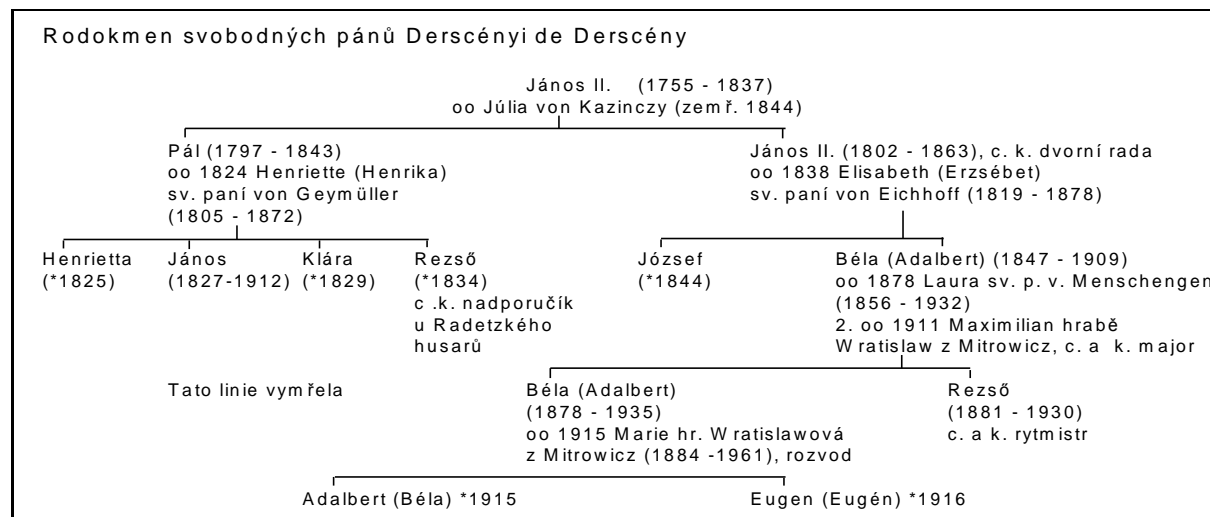 Rodokmen svobodných pánů Derscényi de Derscény
János II. (1755 - 1837)
oo Júlia von Kazinczy (zemř. 1844)
Pál (1797 - 1843)
oo 1824 Henriette (Henrika)
sv. paní von Geymüller
(1805 - 1872)
János II. (1802 - 1863), c. k. dvorní rada
oo 1838 Elisabeth (Erzsébet)
sv. paní von Eichhoff (1819 - 1878)
Henrietta
(*1825)
János
(1827-1912)
Klára
(*1829)
Rezső
(*1834)
c .k. nadporučík
u Radetzkého
husarů
József
(*1844)
Béla (Adalbert) (1847 - 1909)
oo 1878 Laura sv. p. v. Menschengen
(1856 - 1932)
2. oo 1911 Maximilian hrabě
Wratislaw z Mitrowicz, c. a k. major
Tato linie vymřela
Béla (Adalbert)
(1878 - 1935)
oo 1915 Marie hr. Wratislawová
z Mitrowicz (1884 -1961), rozvod
Rezső
(1881 - 1930)
c. a k. rytmistr
Adalbert (Béla) *1915
Eugen (Eugén) *1916